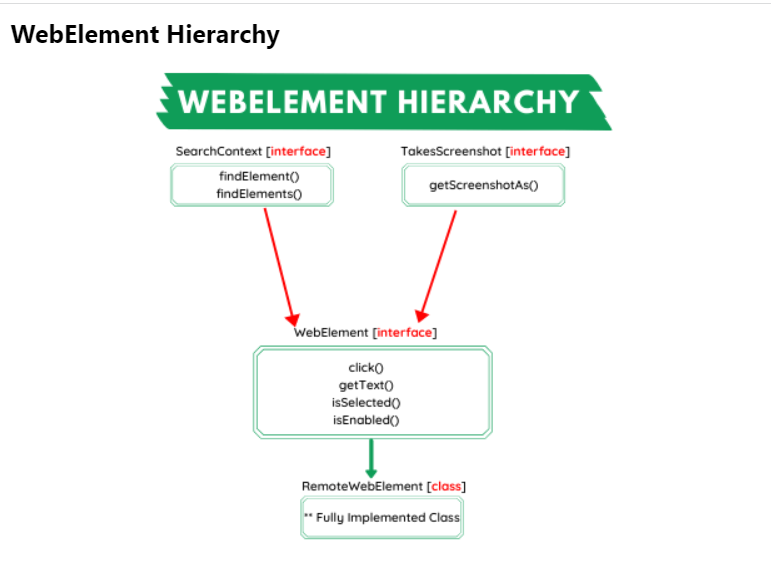 WebElement Hierarchy
WEBELEMENT HIERARCHY
SearchContext [interface]
findElement()
findElements()
TakesScreenshot [interface]
getScreenshotAs()
WebElement [interface]
click()
getText()
isSelected()
isEnabled()
RemoteWebElement [class]
** Fully Implemented Class